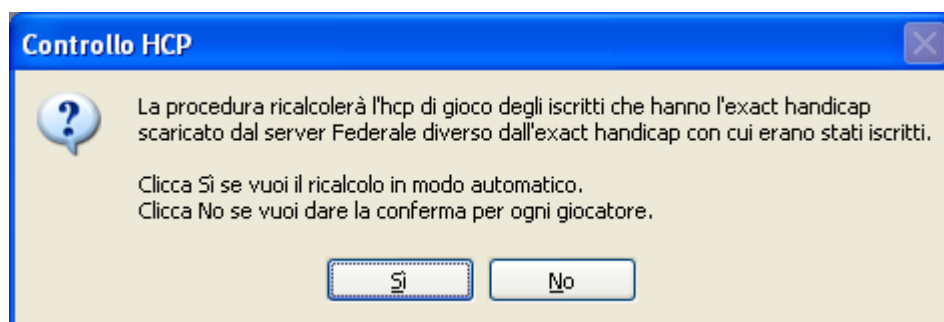 Controllo HCP
La procedura ricalcolerà l'hcp di gioco degli iscritti che hanno l'exact handicap
scaricato dal server Federale diverso dall'exact handicap con cui erano stati iscritti.
Clicca Sì se vuoi il ricalcolo in modo automatico.
Clicca No se vuoi dare la conferma per ogni giocatore.
Sì
No